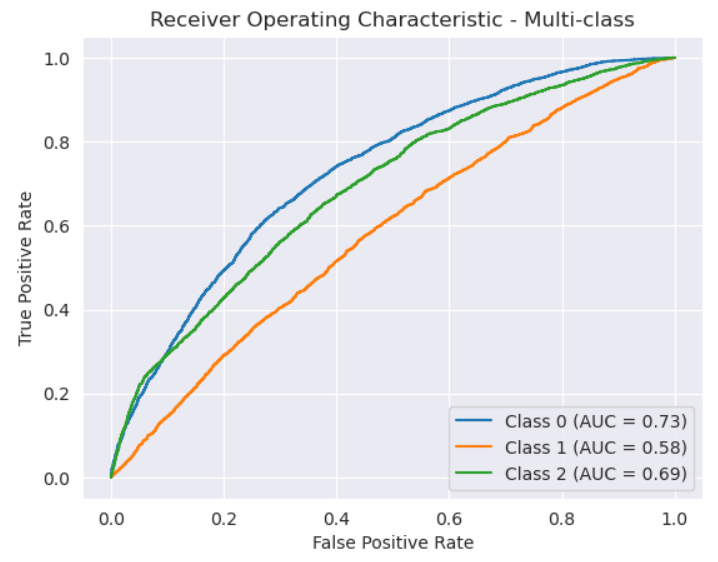 Receiver Operating Characteristic - Multi-class
True Positive Rate
1.0
0.8
0.6
0.4
0.2
0.0
Class 0 (AUC = 0.73)
Class 1 (AUC = 0.58)
Class 2 (AUC = 0.69)
0.0 0.2 0.4 0.6 0.8 1.0
False Positive Rate